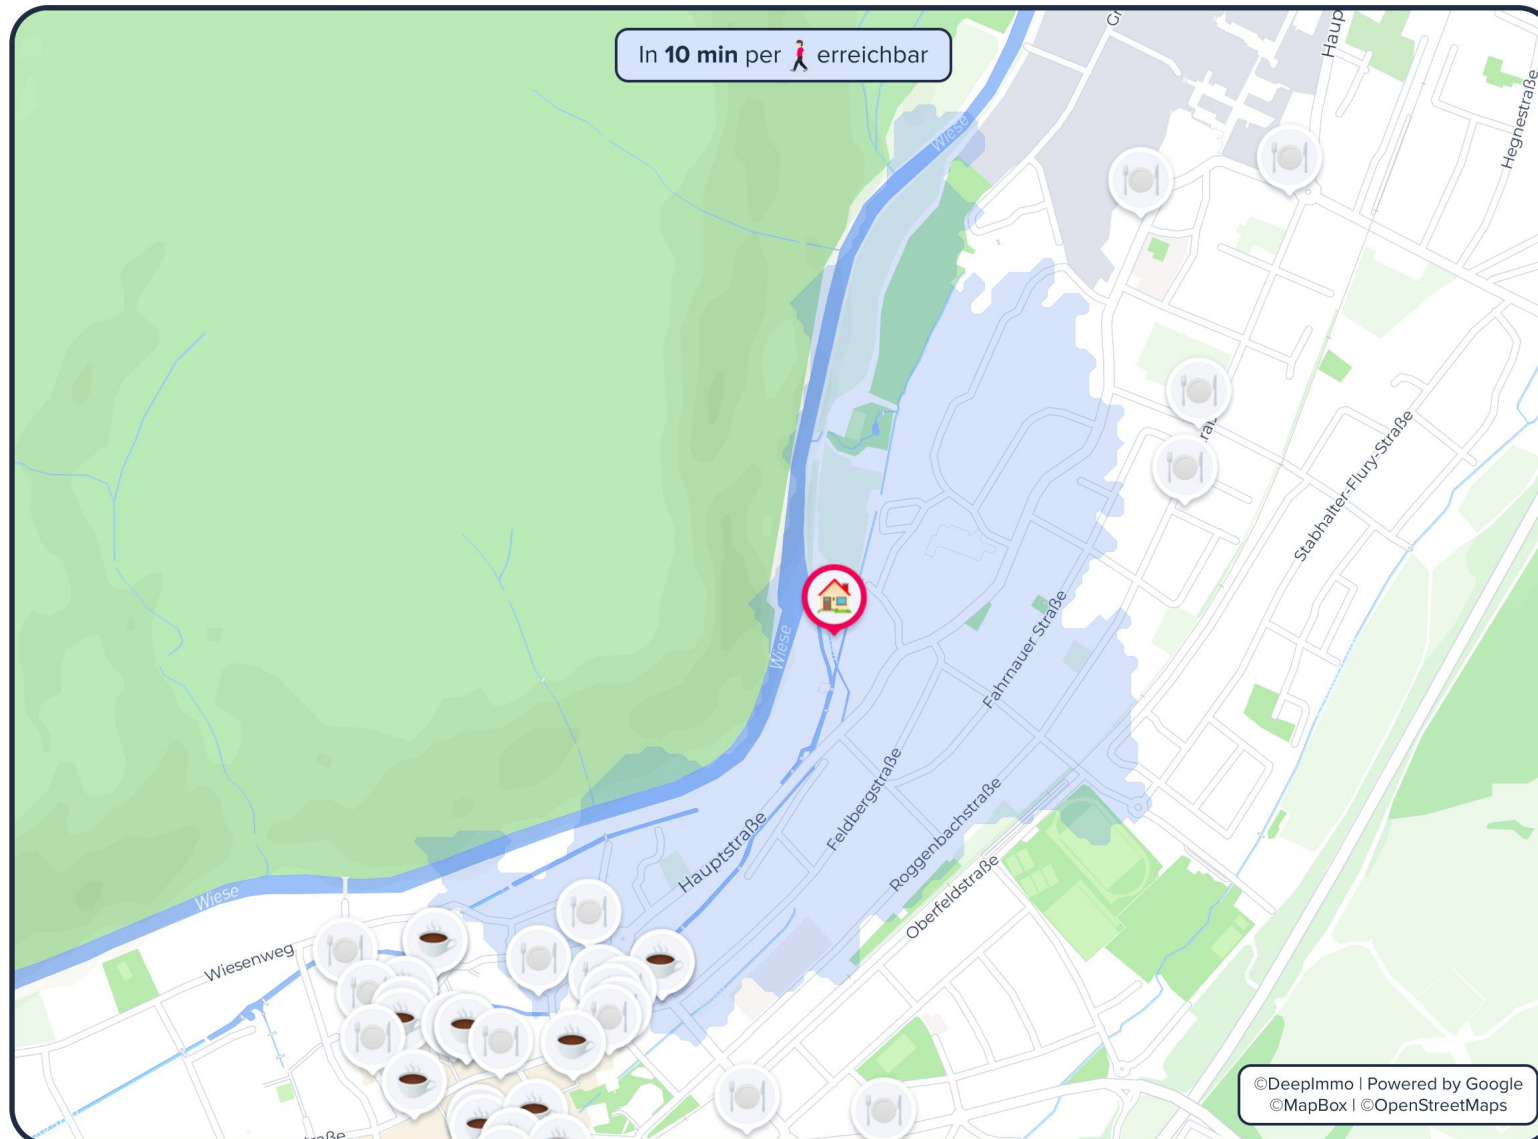 In 10 min per erreichbar
Haup
Hegnestraße
Wiese
Stabhalter-Flury-Straße
Fahrnauer Straße
Wiese
Feldbergstraße
Hauptstraße
Roggenbachstraße
Oberfeldstraße
Wiese
Wiesenweg
©DeepImmo | Powered by Google
©MapBox | ©OpenStreetMaps